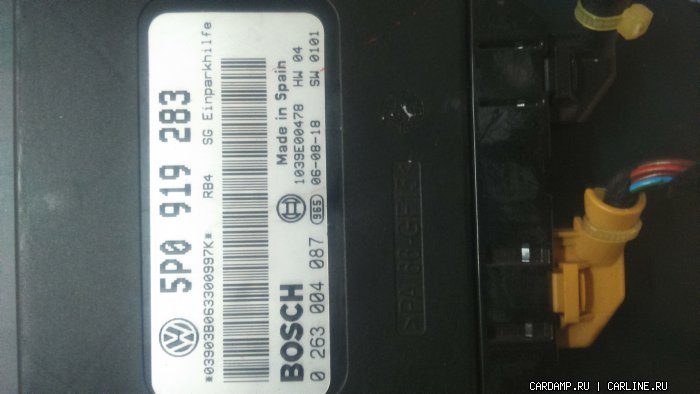 5P0 919 283
*03903B063300997K* RB4 SG Einparkhilfe
BOSCH
Made in Spain
0 263 004 087
965
1039E00478 HW 04
06-08-18 SW 0101
CARDAMP.RU | CARLINE.RU